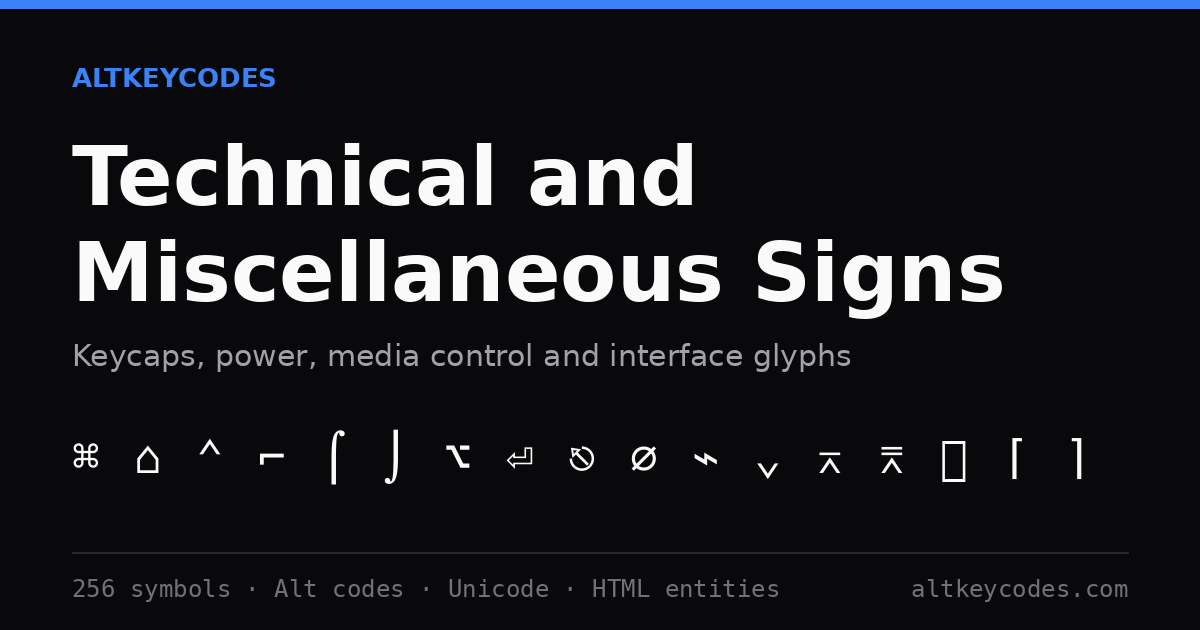 ALTKEYCODES
Technical and
Miscellaneous Signs
Keycaps, power, media control and interface glyphs
⌘ ⌂ ⌃ ⌐ ⌠ ⌡ ⌥ ⏎ ⎋ ⌀ ⌁ ⌄ ⌅ ⌆ ⌈ ⌉
256 symbols · Alt codes · Unicode · HTML entities altkeycodes.com